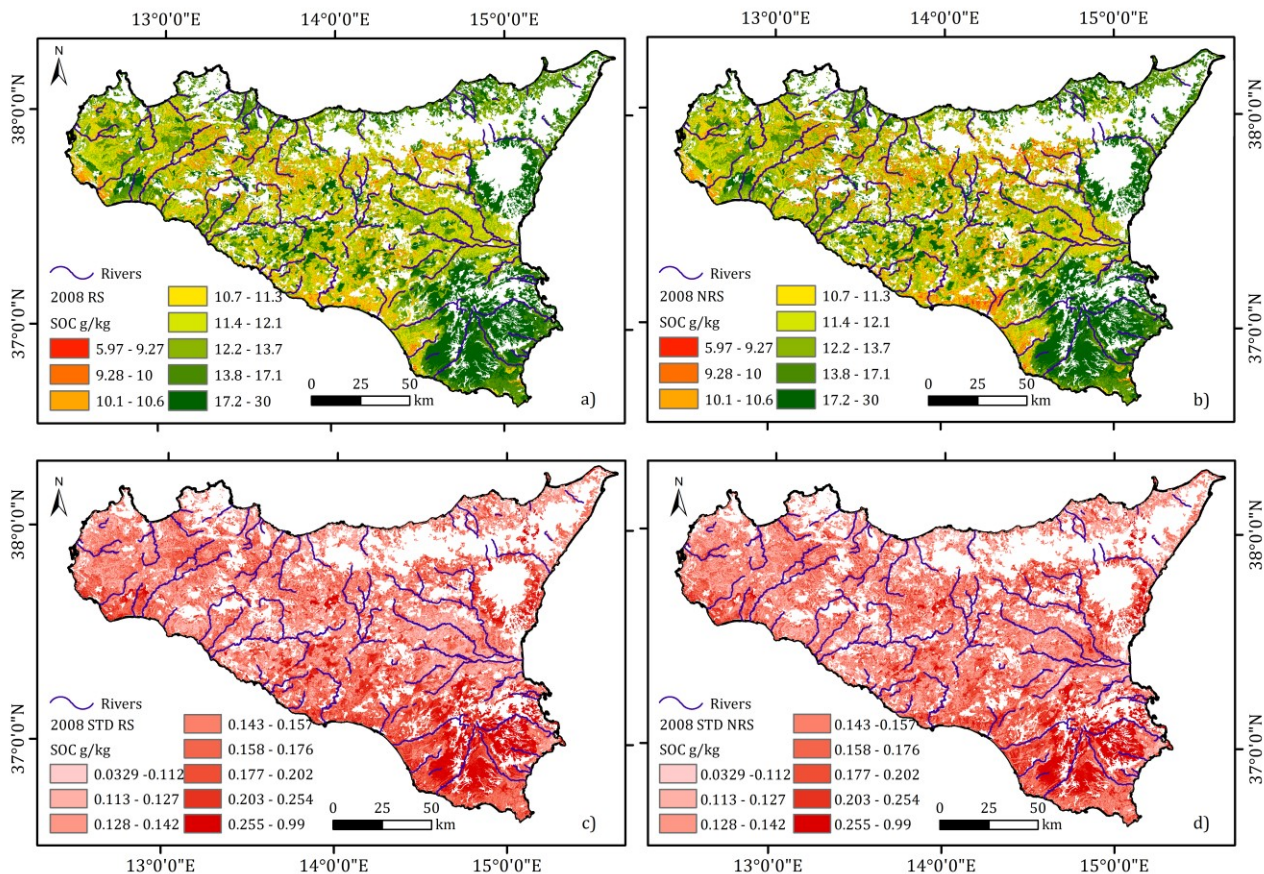 13°0'0"E 14°0'0"E 15°0'0"E
38°0'0"N
37°0'0"N
N
Rivers
2008 RS
SOC g/kg
5.97 - 9.27
9.28 - 10
10.1 - 10.6
10.7 - 11.3
11.4 - 12.1
12.2 - 13.7
13.8 - 17.1
17.2 - 30
0 25 50
km
a)
13°0'0"E 14°0'0"E 15°0'0"E
38°0'0"N
37°0'0"N
Rivers
2008 NRS
SOC g/kg
5.97 - 9.27
9.28 - 10
10.1 - 10.6
10.7 - 11.3
11.4 - 12.1
12.2 - 13.7
13.8 - 17.1
17.2 - 30
0 25 50
km
b)
38°0'0"N
37°0'0"N
N
Rivers
2008 STD RS
SOC g/kg
0.0329 -0.112
0.113 - 0.127
0.128 - 0.142
0.143 - 0.157
0.158 - 0.176
0.177 - 0.202
0.203 - 0.254
0.255 - 0.99
0 25 50
km
c)
13°0'0"E 14°0'0"E 15°0'0"E
N
38°0'0"N
37°0'0"N
Rivers
2008 STD NRS
SOC g/kg
0.0329 -0.112
0.113 - 0.127
0.128 - 0.142
0.143 - 0.157
0.158 - 0.176
0.177 - 0.202
0.203 - 0.254
0.255 - 0.99
0 25 50
km
d)
13°0'0"E 14°0'0"E 15°0'0"E